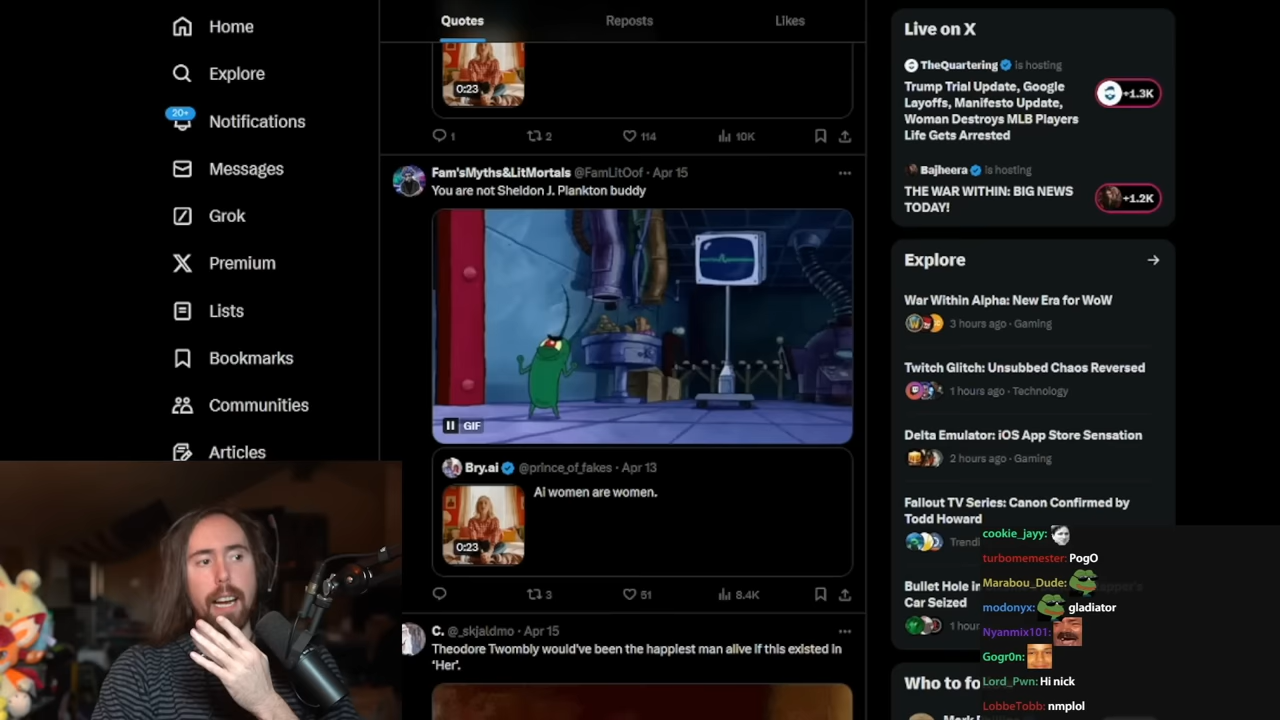 Home
Explore
20+
Notifications
Messages
Grok
Premium
Lists
Bookmarks
Communities
Articles
Quotes
Reposts
Likes
0:23
1
2
114
10K
Fam'sMyths&LitMortals @FamLitOof · Apr 15
You are not Sheldon J. Plankton buddy
GIF
Bry.ai @prince_of_fakes · Apr 13
Ai women are women.
0:23
3
51
8.4K
C. @_skjaldmo · Apr 15
Theodore Twombly would've been the happiest man alive if this existed in
'Her'.
Live on X
TheQuartering is hosting
Trump Trial Update, Google
Layoffs, Manifesto Update,
Woman Destroys MLB Players
Life Gets Arrested
+1.3K
Bajheera is hosting
THE WAR WITHIN: BIG NEWS
TODAY!
+1.2K
Explore
War Within Alpha: New Era for WoW
3 hours ago · Gaming
Twitch Glitch: Unsubbed Chaos Reversed
1 hours ago · Technology
Delta Emulator: iOS App Store Sensation
2 hours ago · Gaming
Fallout TV Series: Canon Confirmed by
Todd Howard
Trendi
Bullet Hole in
Car Seized
1 hour
Who to fo
cookie_jayy:
turbomemester: PogO
Marabou_Dude:
modonyx: gladiator
Nyanmix101:
Gogr0n:
Lord_Pwn: Hi nick
LobbeTobb: nmplol